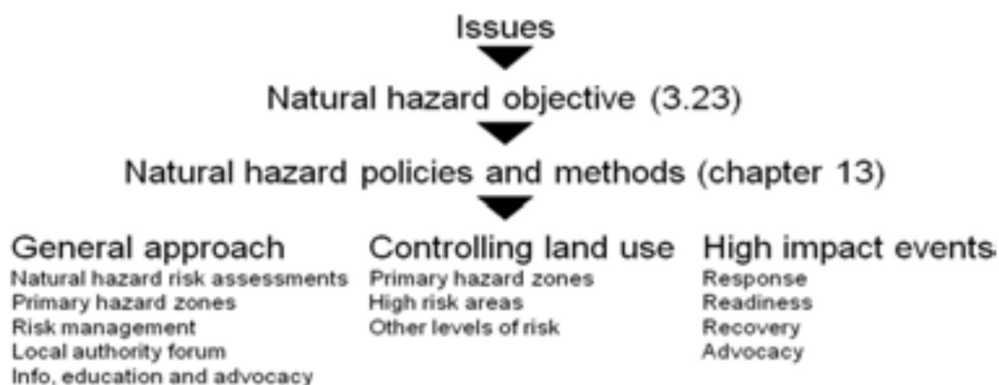 Issues
Natural hazard objective (3.23)
Natural hazard policies and methods (chapter 13)
General approach
Natural hazard risk assessments
Primary hazard zones
Risk management
Local authority forum
Info, education and advocacy
Controlling land use
Primary hazard zones
High risk areas
Other levels of risk
High impact events
Response
Readiness
Recovery
Advocacy